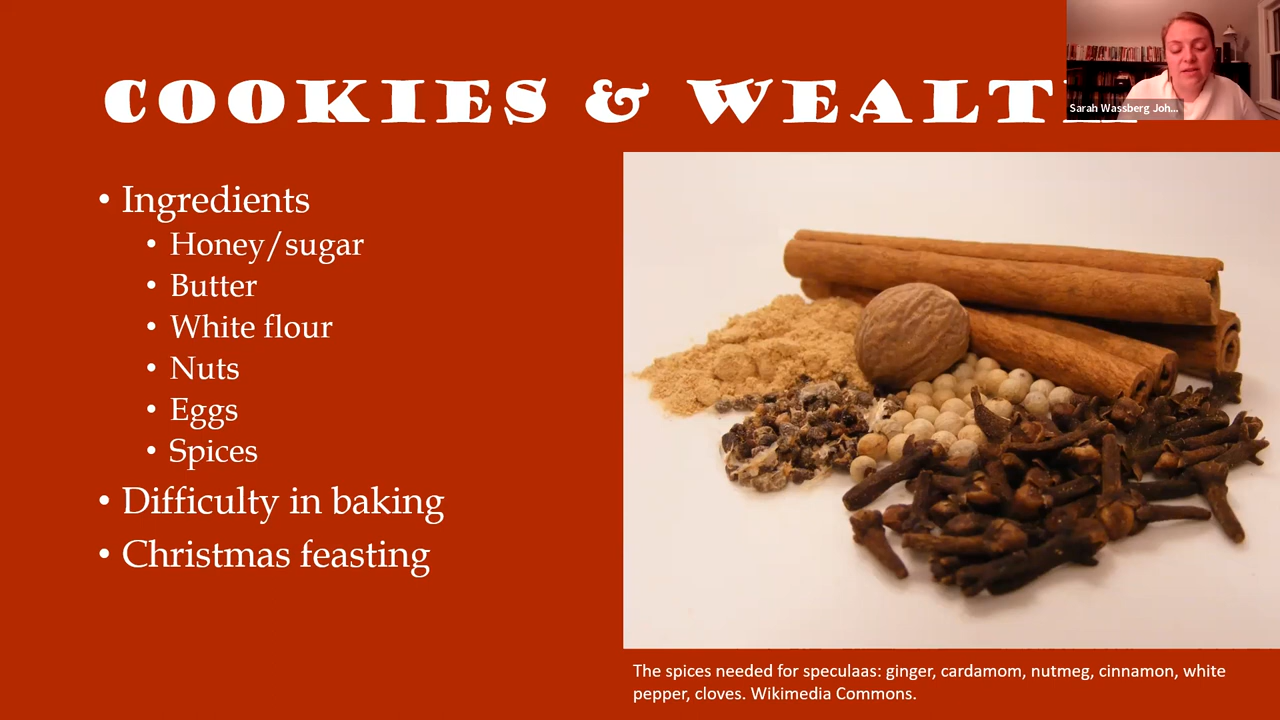 COOKIES & WEALTH
Sarah Wassberg Joh...
• Ingredients
• Honey/sugar
• Butter
• White flour
• Nuts
• Eggs
• Spices
• Difficulty in baking
• Christmas feasting
The spices needed for speculaas: ginger, cardamom, nutmeg, cinnamon, white
pepper, cloves. Wikimedia Commons.